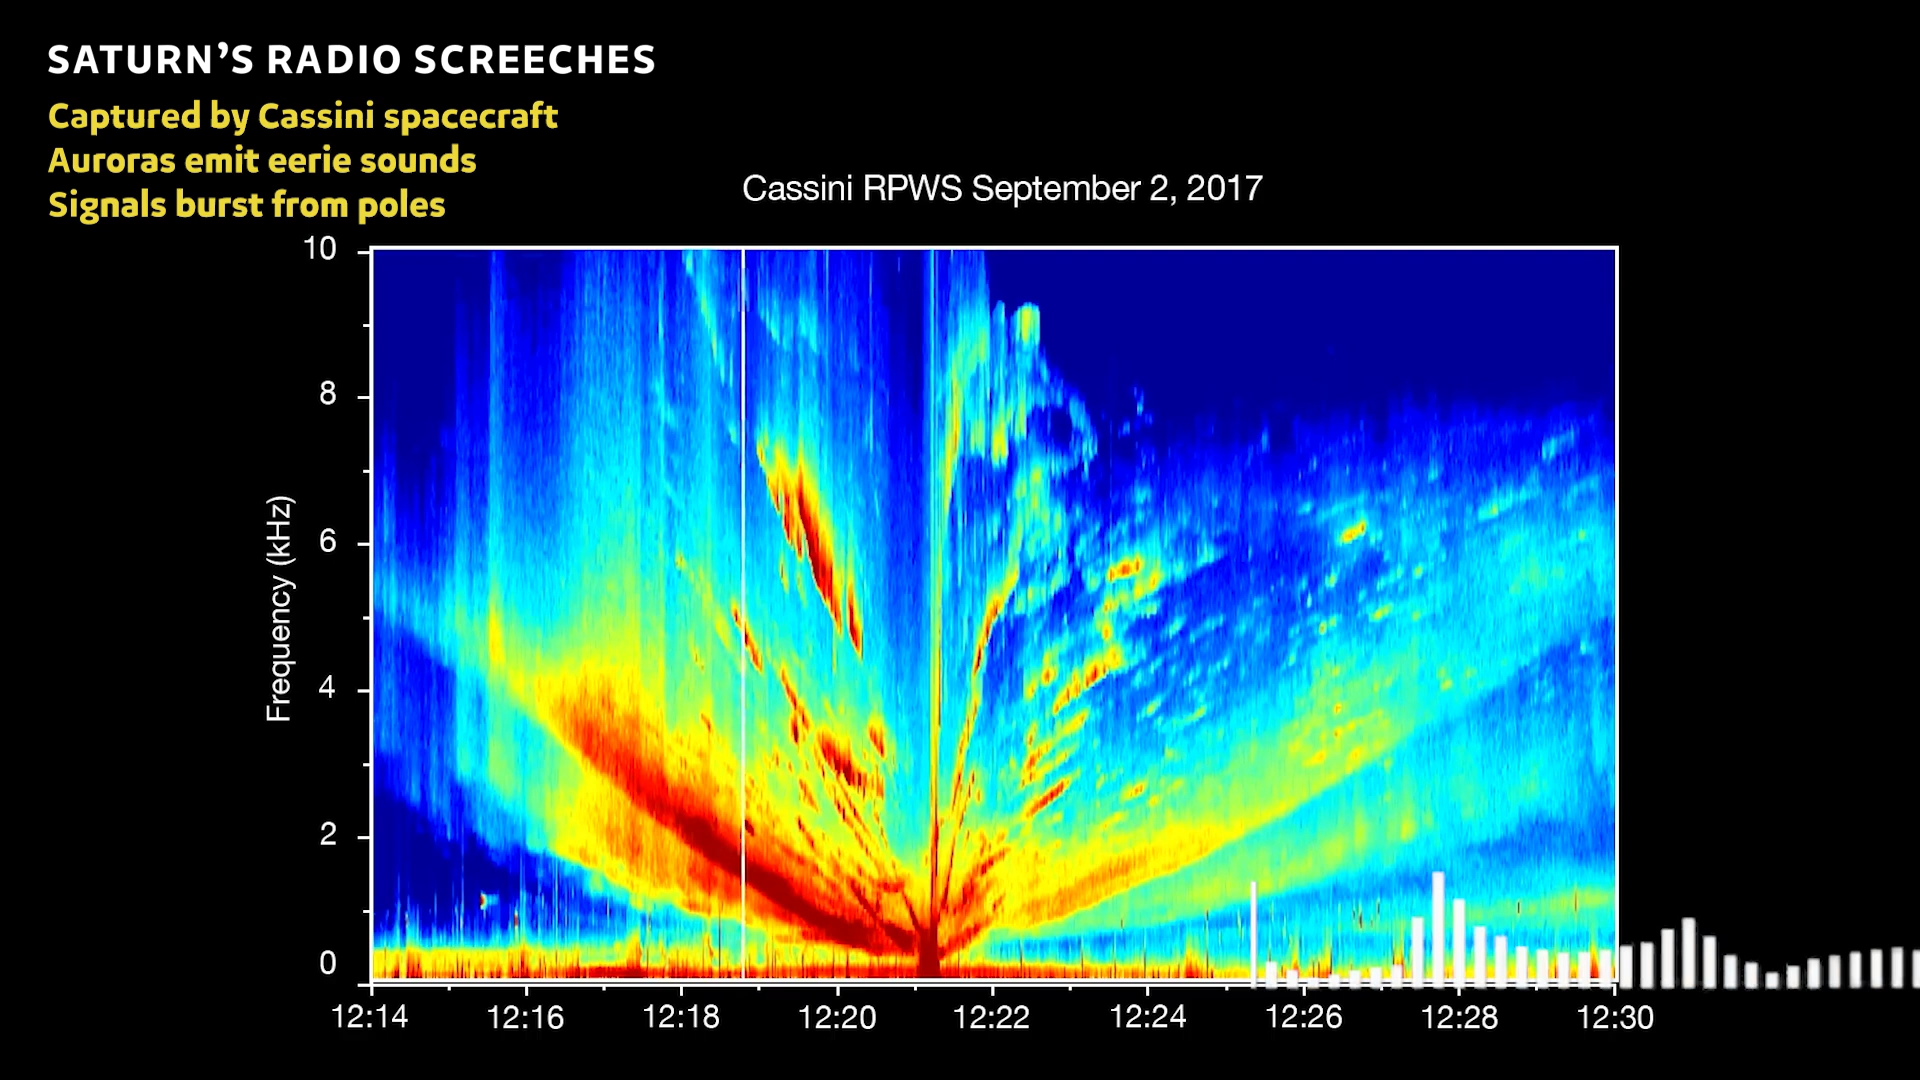 SATURN'S RADIO SCREECHES
Captured by Cassini spacecraft
Auroras emit eerie sounds
Signals burst from poles
Cassini RPWS September 2, 2017
Frequency (kHz)
10
8
6
4
2
0
12:14 12:16 12:18 12:20 12:22 12:24 12:26 12:28 12:30